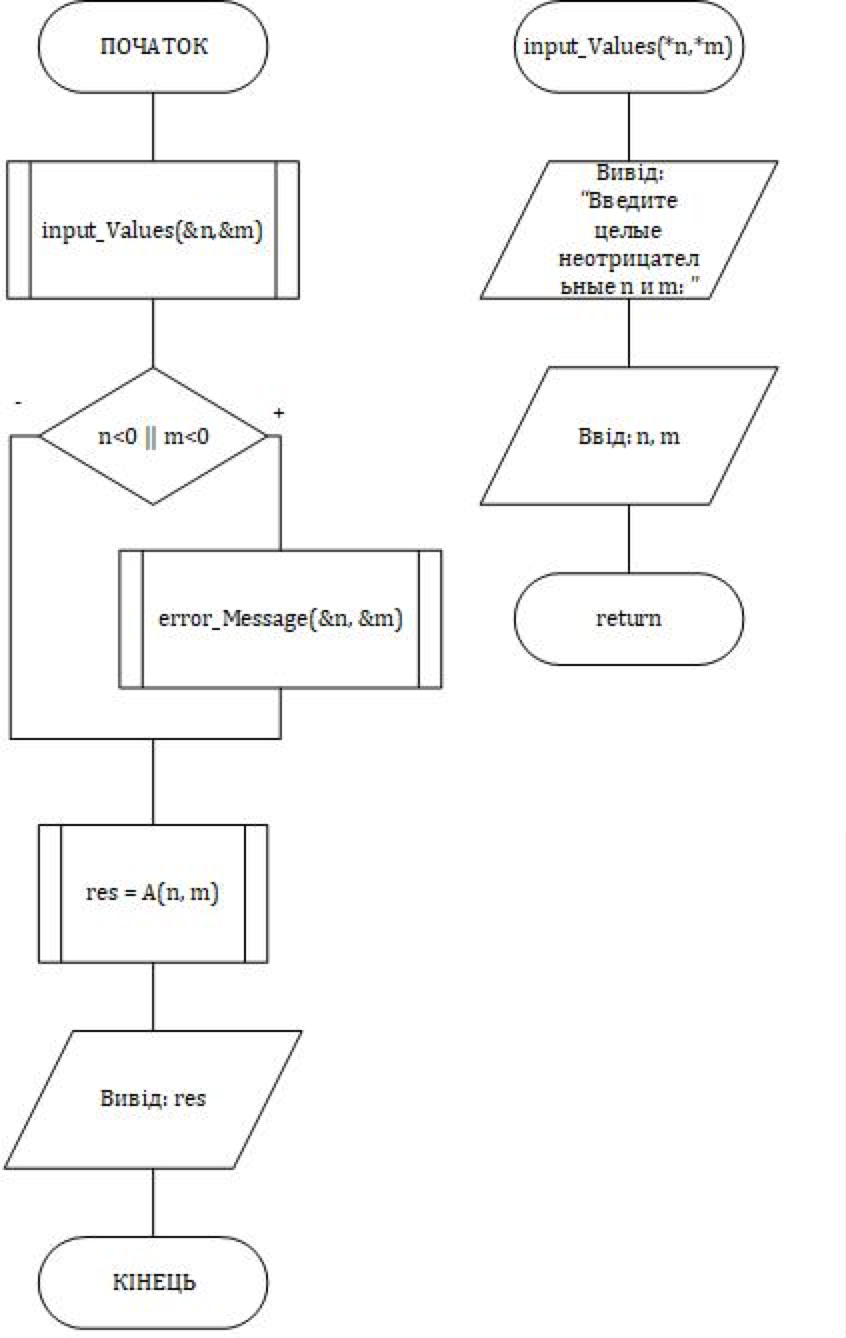 ПОЧАТОК
input_Values(&n,&m)
-
+
n<0 || m<0
error_Message(&n, &m)
res = A(n, m)
Вивід: res
КІНЕЦЬ
input_Values(*n,*m)
Вивід:
"Введите
целые
неотрицател
ьные n и m: "
Ввід: n, m
return